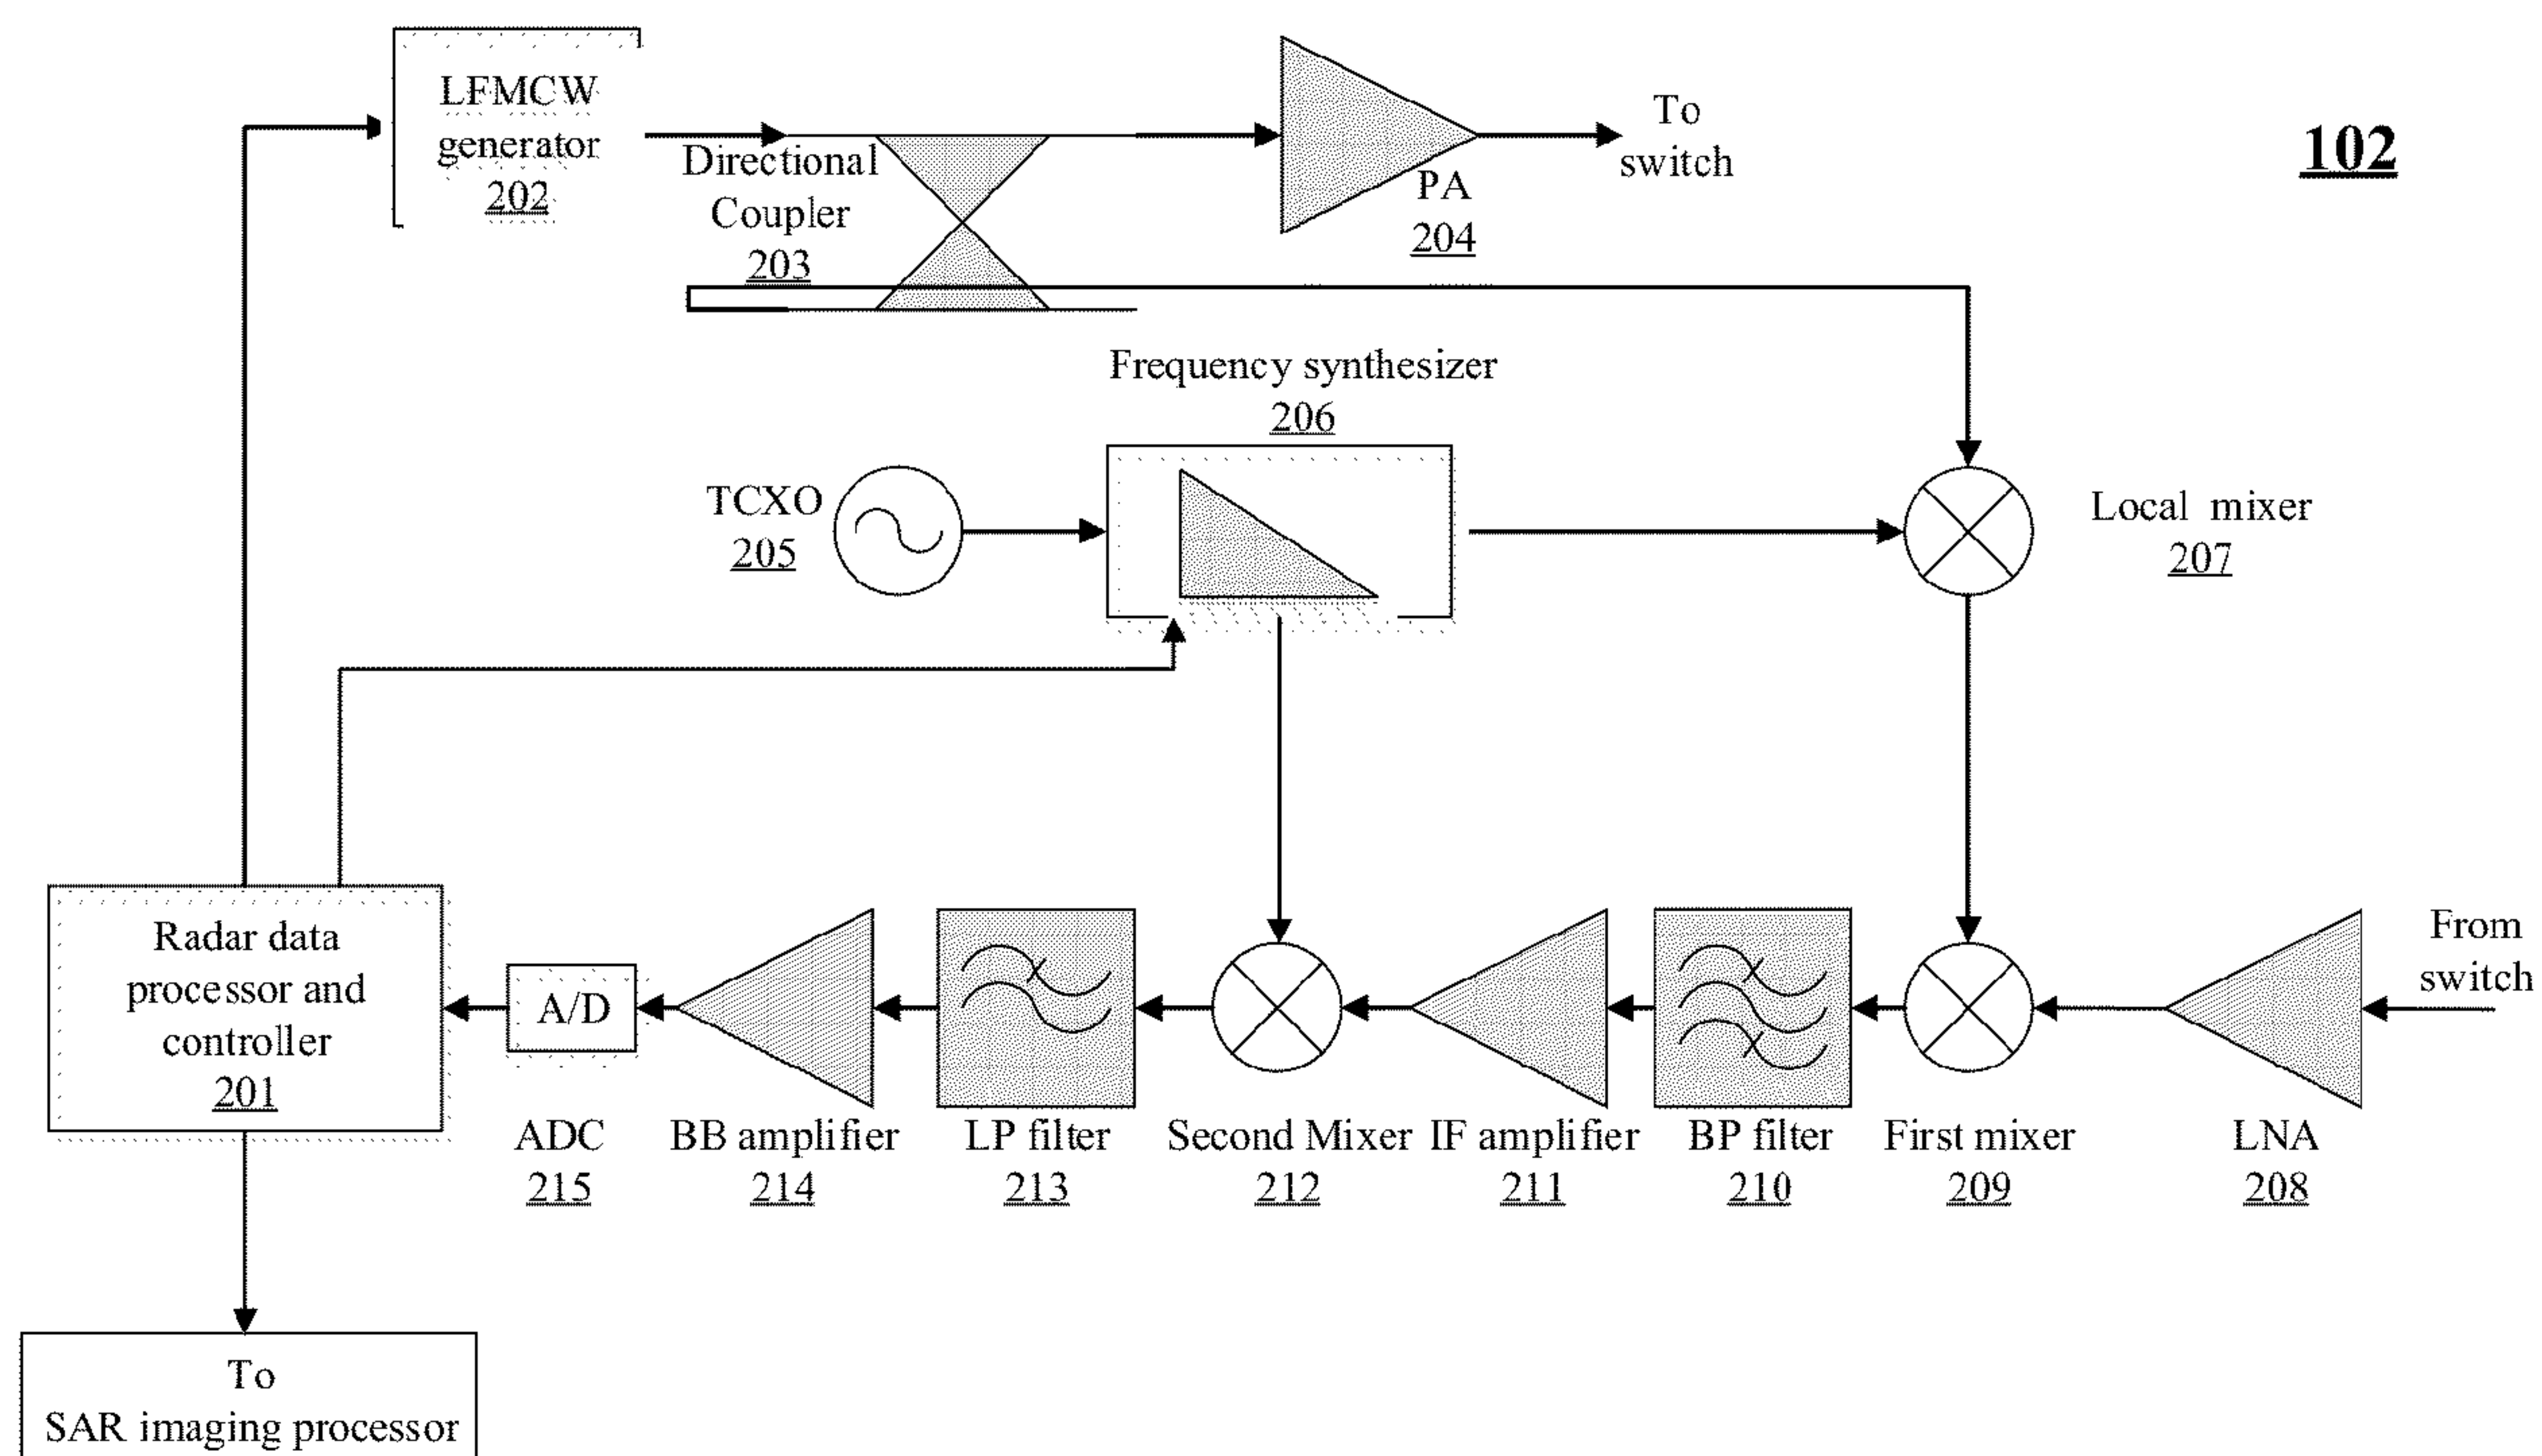 LFMCW
generator
202
To
switch
102
Directional
Coupler
203
PA
204
Frequency synthesizer
206
TCXO
205
Local mixer
207
Radar data
processor and
controller
201
A/D
From
switch
ADC
215
BB amplifier
214
LP filter
213
Second Mixer
212
IF amplifier
211
BP filter
210
First mixer
209
LNA
208
To
SAR imaging processor